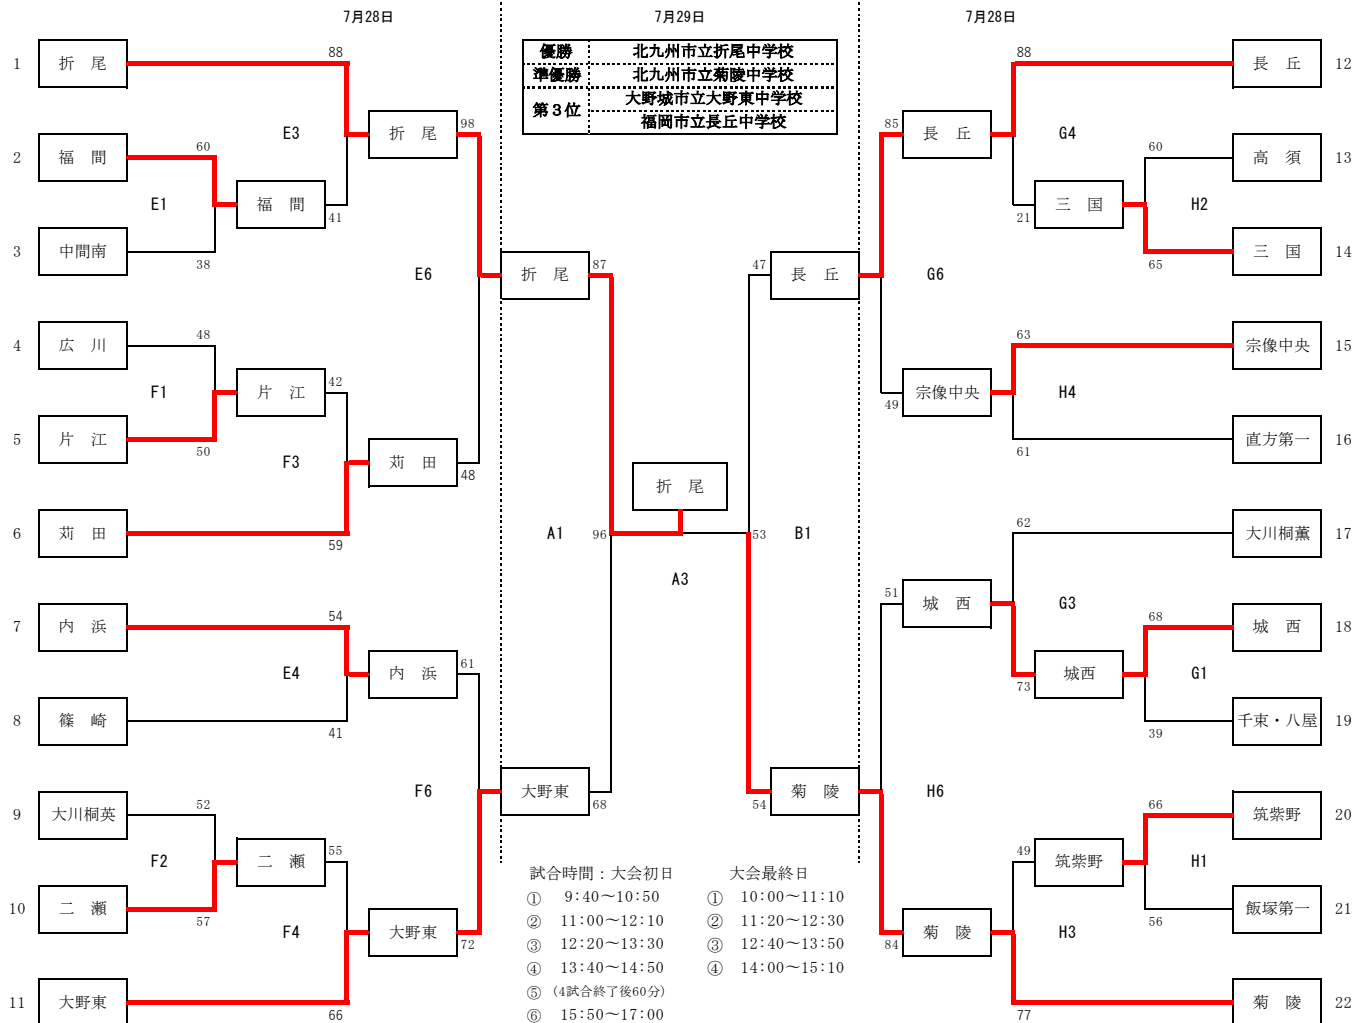 7月28日
7月29日
7月28日
優勝 北九州市立折尾中学校
準優勝 北九州市立菊陵中学校
第３位 大野城市立大野東中学校
福岡市立長丘中学校
1 折　尾
88
2 福　間
60
3 中間南
38
E1
福　間
41
E3
折　尾
98
4 広　川
48
5 片　江
50
F1
片　江
42
6 苅　田
59
F3
苅　田
48
E6
折　尾
87
7 内　浜
54
8 篠　崎
41
E4
内　浜
61
9 大川桐英
52
10 二　瀬
57
F2
二　瀬
55
11 大野東
66
F4
大野東
72
F6
大野東
68
A1
96
折　尾
A3
53
B1
長　丘
47
菊　陵
54
長　丘
85
G4
88
長　丘 12
60
高　須 13
H2
三　国
21
65
三　国 14
G6
宗像中央
49
63
宗像中央 15
H4
61
直方第一 16
62
大川桐薫 17
城　西
51
G3
68
城　西 18
城西
73
G1
39
千束・八屋 19
H6
66
筑紫野 20
筑紫野
49
H1
56
飯塚第一 21
菊　陵
84
H3
77
菊　陵 22
試合時間：大会初日
① 9:40～10:50
② 11:00～12:10
③ 12:20～13:30
④ 13:40～14:50
⑤ (4試合終了後60分)
⑥ 15:50～17:00
大会最終日
① 10:00～11:10
② 11:20～12:30
③ 12:40～13:50
④ 14:00～15:10